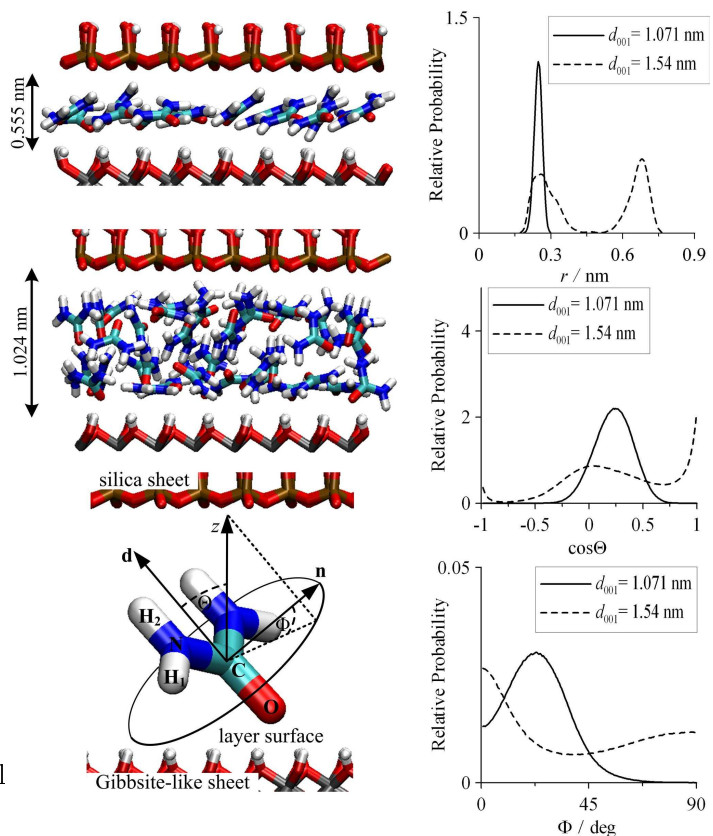 0.555 nm
1.024 nm
silica sheet
z
d
n
Θ
Φ
H2
N
H1
C
O
layer surface
Gibbsite-like sheet
l
1.5
d001 = 1.071 nm
d001 = 1.54 nm
Relative Probability
0
0 0.3 0.6 0.9
r / nm
d001 = 1.071 nm
d001 = 1.54 nm
4
2
0
Relative Probability
-1 -0.5 0 0.5 1
cosΘ
0.05
d001 = 1.071 nm
d001 = 1.54 nm
Relative Probability
0
0 45 90
Φ / deg